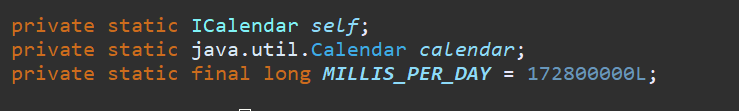 private static ICalendar self;
private static java.util.Calendar calendar;
private static final long MILLIS_PER_DAY = 172800000L;